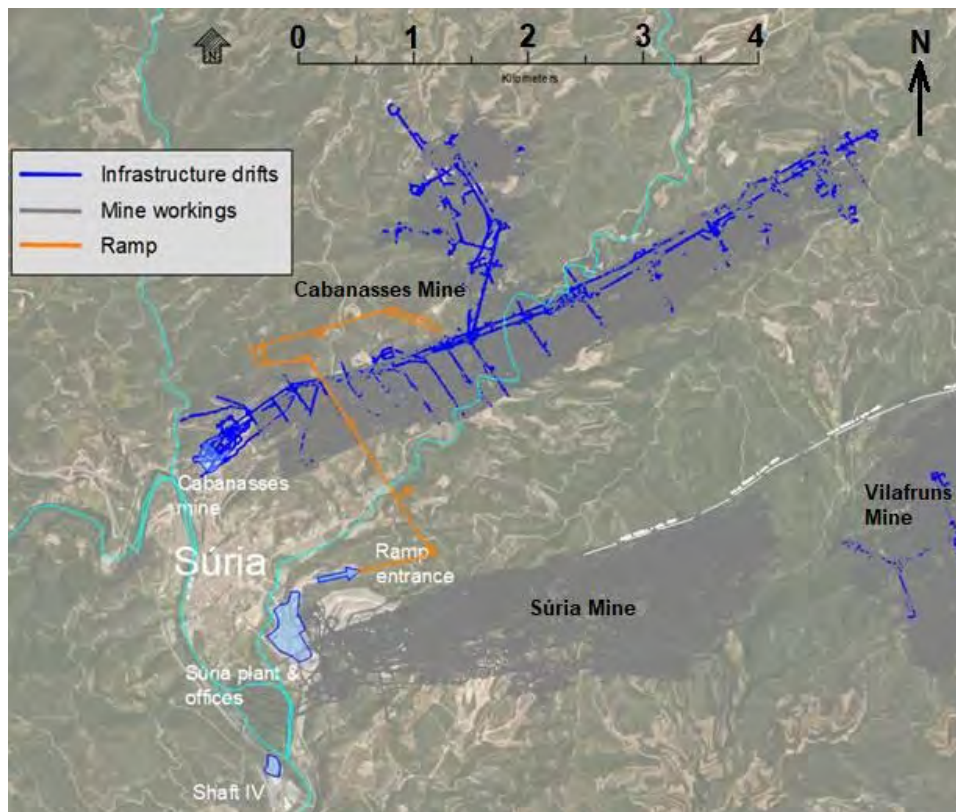 0 1 2 3 4
Kilometers
N
N
Infrastructure drifts
Mine workings
Ramp
Cabanasses Mine
Cabanasses
mine
Súria
Ramp
entrance
Vilafruns
Mine
Súria Mine
Súria plant &
offices
Shaft IV